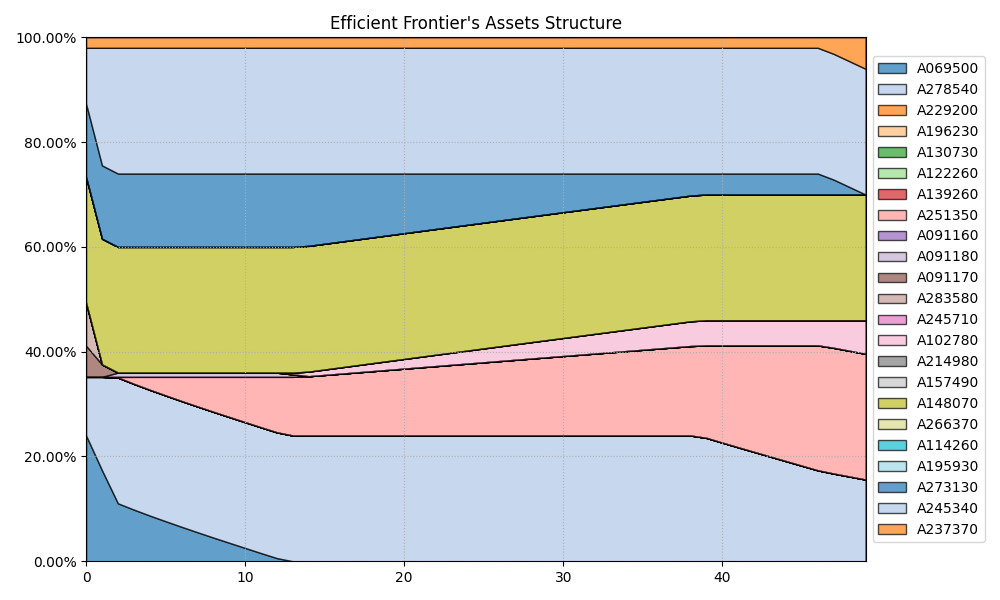 Efficient Frontier's Assets Structure
100.00%
80.00%
60.00%
40.00%
20.00%
0.00%
0
10
20
30
40
A069500
A278540
A229200
A196230
A130730
A122260
A139260
A251350
A091160
A091180
A091170
A283580
A245710
A102780
A214980
A157490
A148070
A266370
A114260
A195930
A273130
A245340
A237370